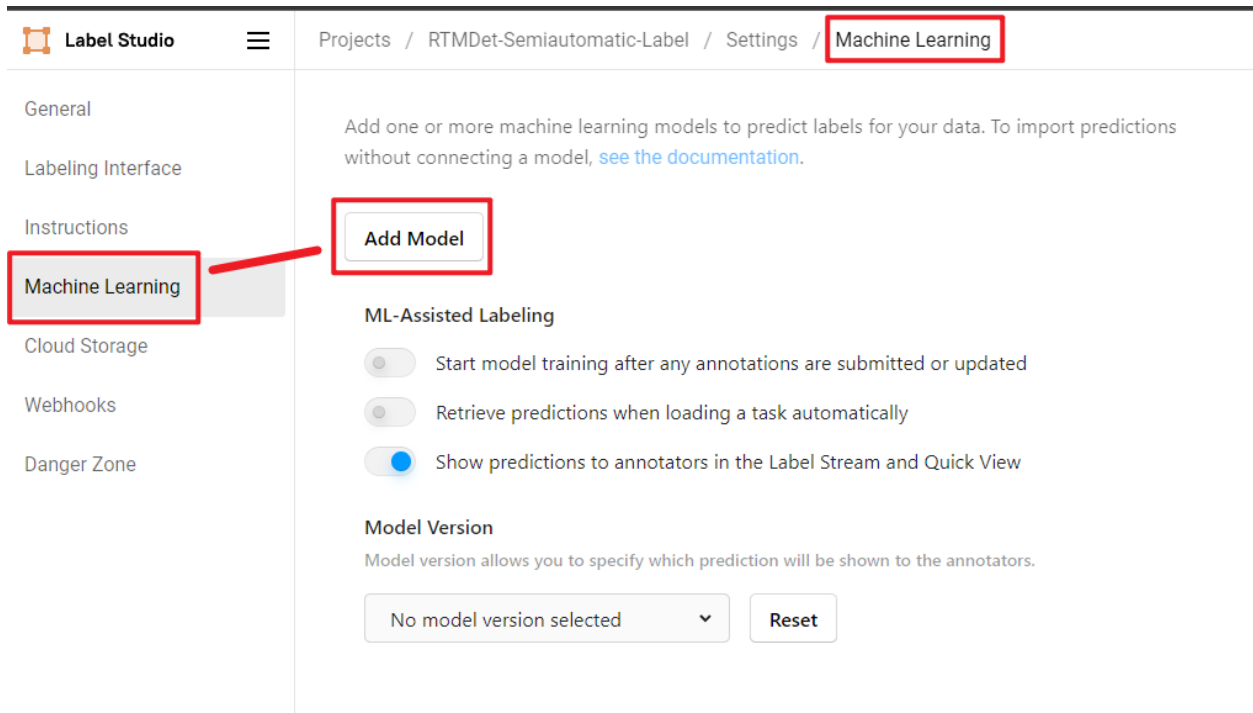 Label Studio
Projects / RTMDet-Semiautomatic-Label / Settings / Machine Learning
General
Labeling Interface
Instructions
Machine Learning
Cloud Storage
Webhooks
Danger Zone
Add one or more machine learning models to predict labels for your data. To import predictions
without connecting a model, see the documentation.
Add Model
ML-Assisted Labeling
Start model training after any annotations are submitted or updated
Retrieve predictions when loading a task automatically
Show predictions to annotators in the Label Stream and Quick View
Model Version
Model version allows you to specify which prediction will be shown to the annotators.
No model version selected
Reset